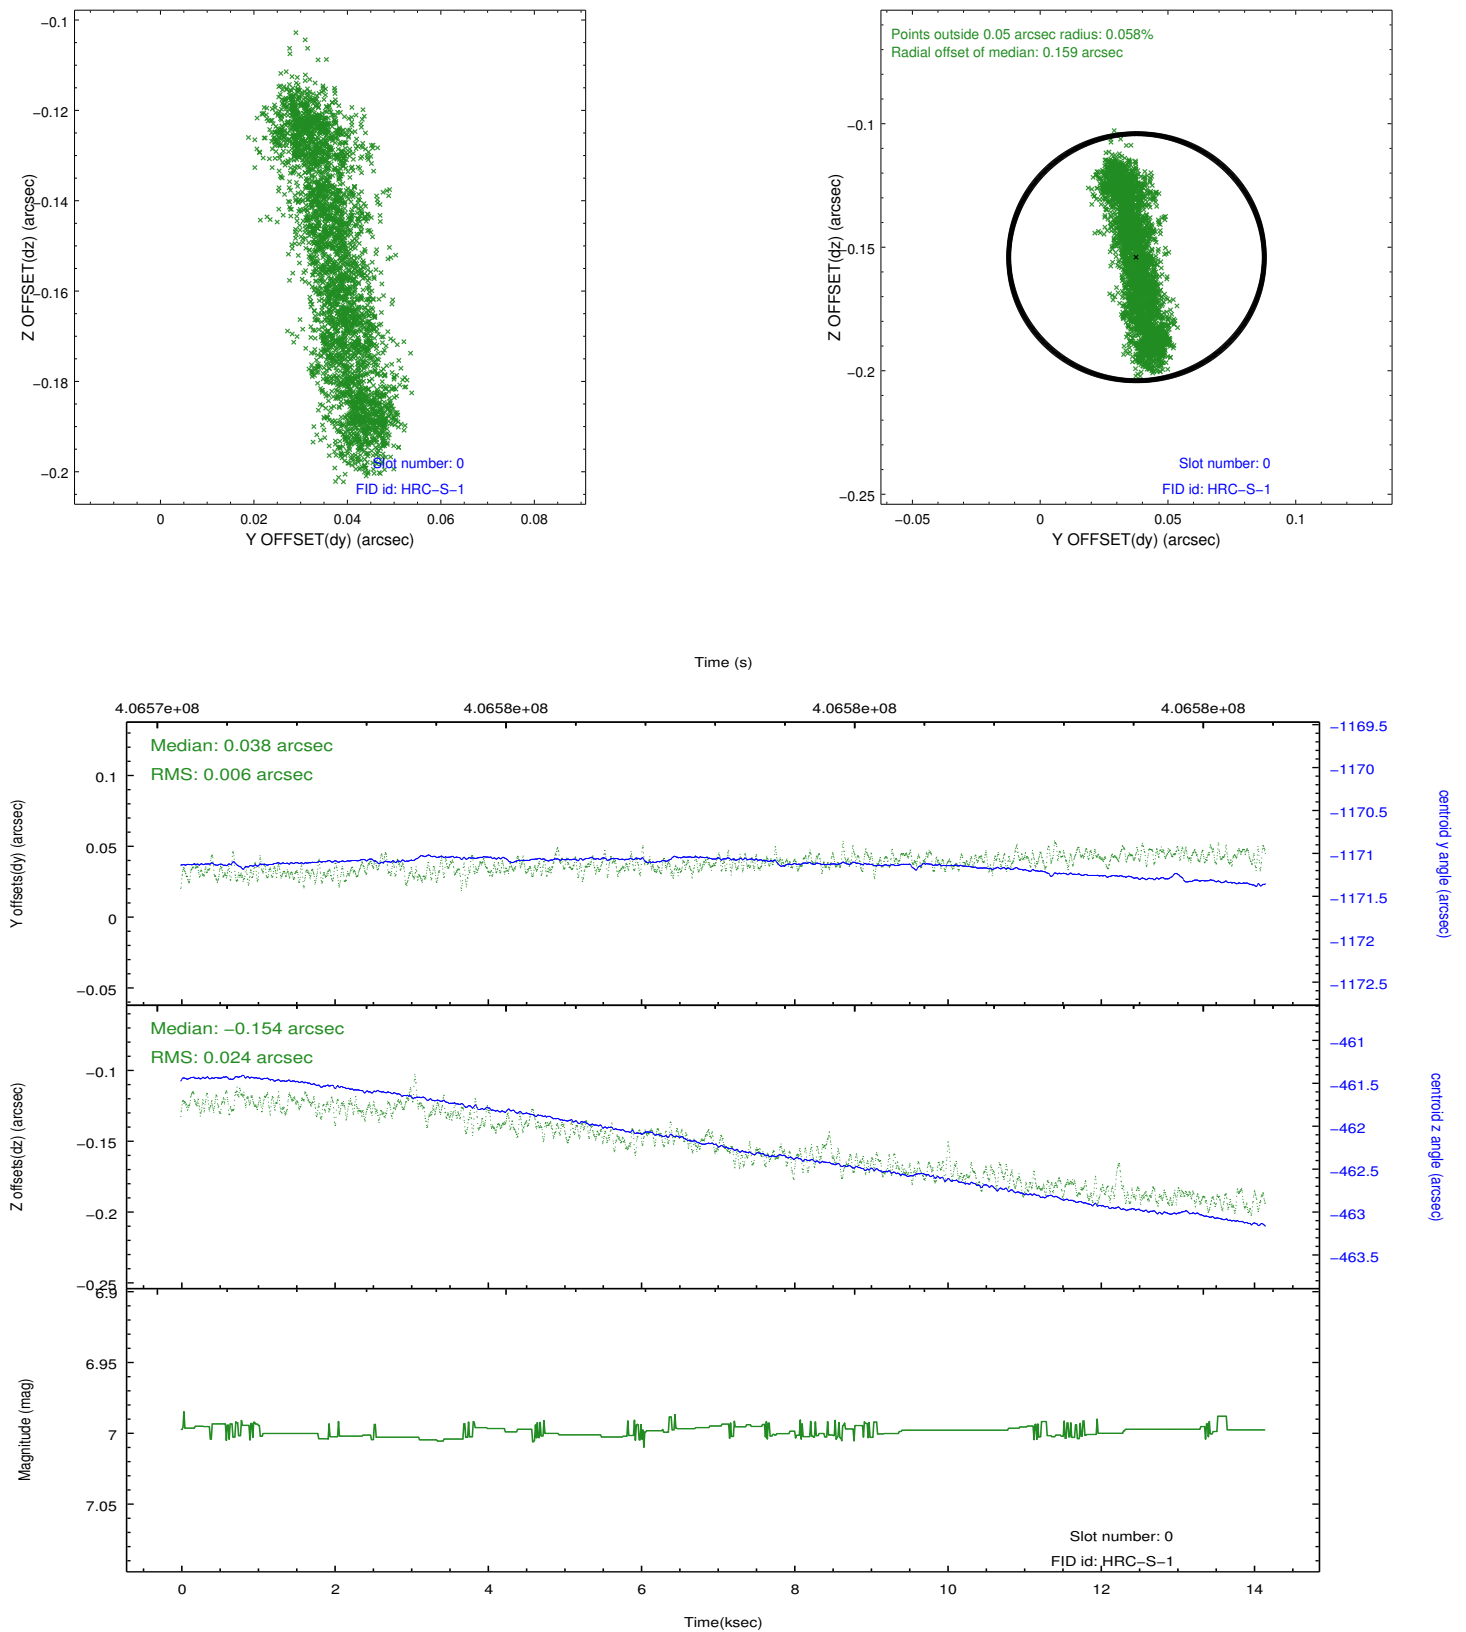 −0.1
−0.12
−0.14
−0.16
−0.18
−0.2
Z OFFSET(dz) (arcsec)
Slot number: 0
FID id: HRC−S−1
0
0.02
0.04
0.06
0.08
Y OFFSET(dy) (arcsec)
Points outside 0.05 arcsec radius: 0.058%
Radial offset of median: 0.159 arcsec
−0.1
−0.15
−0.2
−0.25
Z OFFSET(dz) (arcsec)
Slot number: 0
FID id: HRC−S−1
−0.05
0
0.05
0.1
Y OFFSET(dy) (arcsec)
Time (s)
4.0657e+08
4.0658e+08
4.0658e+08
4.0658e+08
Median: 0.038 arcsec
RMS: 0.006 arcsec
0.1
0.05
0
−0.05
Y offsets(dy) (arcsec)
−1169.5
−1170
−1170.5
−1171
−1171.5
−1172
−1172.5
centroid y angle (arcsec)
Median: −0.154 arcsec
RMS: 0.024 arcsec
−0.1
−0.15
−0.2
−0.25
Z offsets(dz) (arcsec)
−461
−461.5
−462
−462.5
−463
−463.5
centroid z angle (arcsec)
6.9
6.95
7
7.05
Magnitude (mag)
Slot number: 0
FID id: HRC−S−1
0
2
4
6
8
10
12
14
Time(ksec)